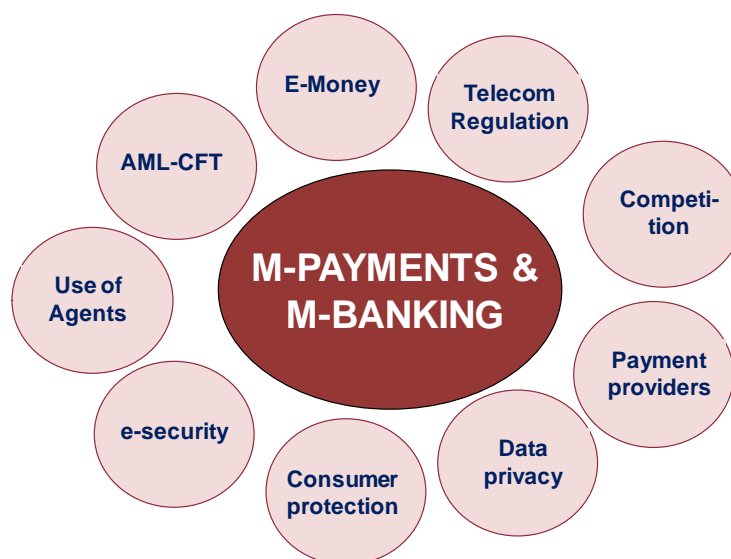 E-Money
Telecom
Regulation
AML-CFT
Competi-
tion
M-PAYMENTS &
M-BANKING
Use of
Agents
Payment
providers
e-security
Data
privacy
Consumer
protection